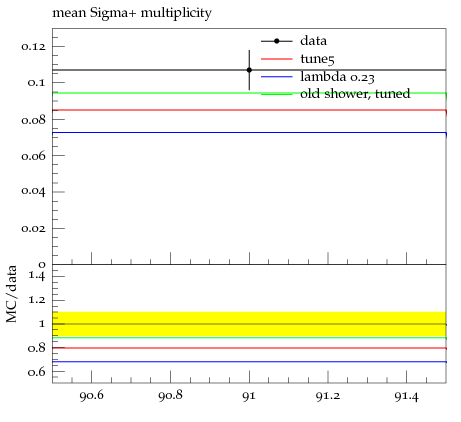 mean Sigma+ multiplicity
data
tune5
lambda 0.23
old shower, tuned
0.12
0.1
0.08
0.06
0.04
0.02
0
MC/data
1.4
1.2
1
0.8
0.6
90.6 90.8 91 91.2 91.4